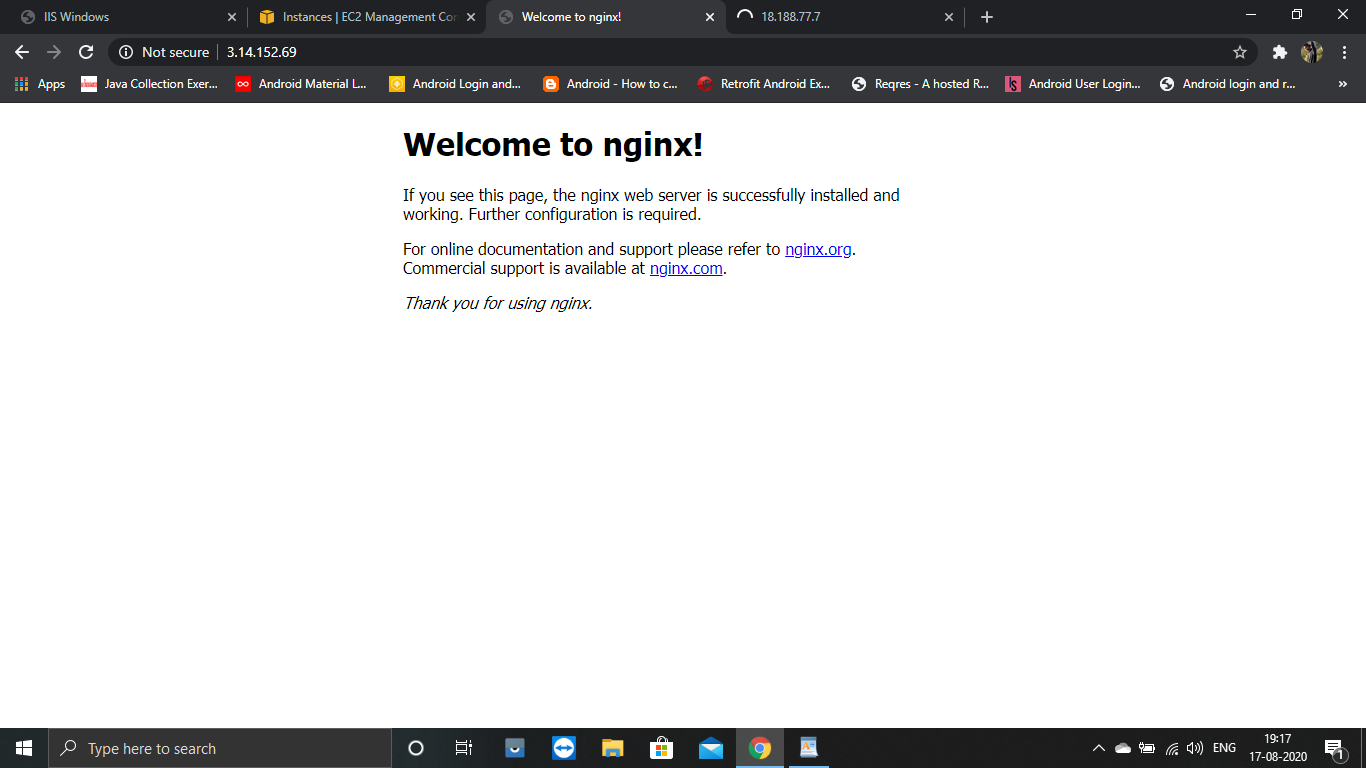 IIS Windows
Instances | EC2 Management Con
Welcome to nginx!
18.188.77.7
Not secure
3.14.152.69
Apps
Java Collection Exer...
Android Material L...
Android Login and...
Android - How to c...
Retrofit Android Ex...
Reqres - A hosted R...
Android User Login...
Android login and r...
»
Welcome to nginx!
If you see this page, the nginx web server is successfully installed and
working. Further configuration is required.
For online documentation and support please refer to nginx.org.
Commercial support is available at nginx.com.
Thank you for using nginx.
Type here to search
ENG
19:17
17-08-2020
1